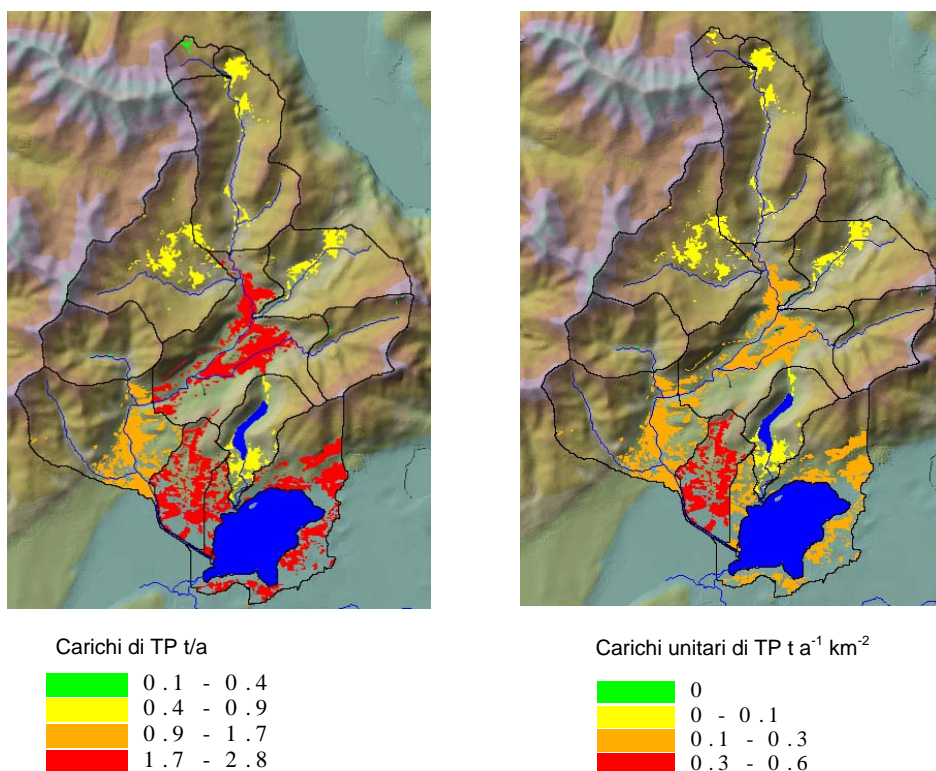 Carichi di TP t/a
0.1 - 0.4
0.4 - 0.9
0.9 - 1.7
1.7 - 2.8
Carichi unitari di TP t a⁻¹ km⁻²
0
0 - 0.1
0.1 - 0.3
0.3 - 0.6